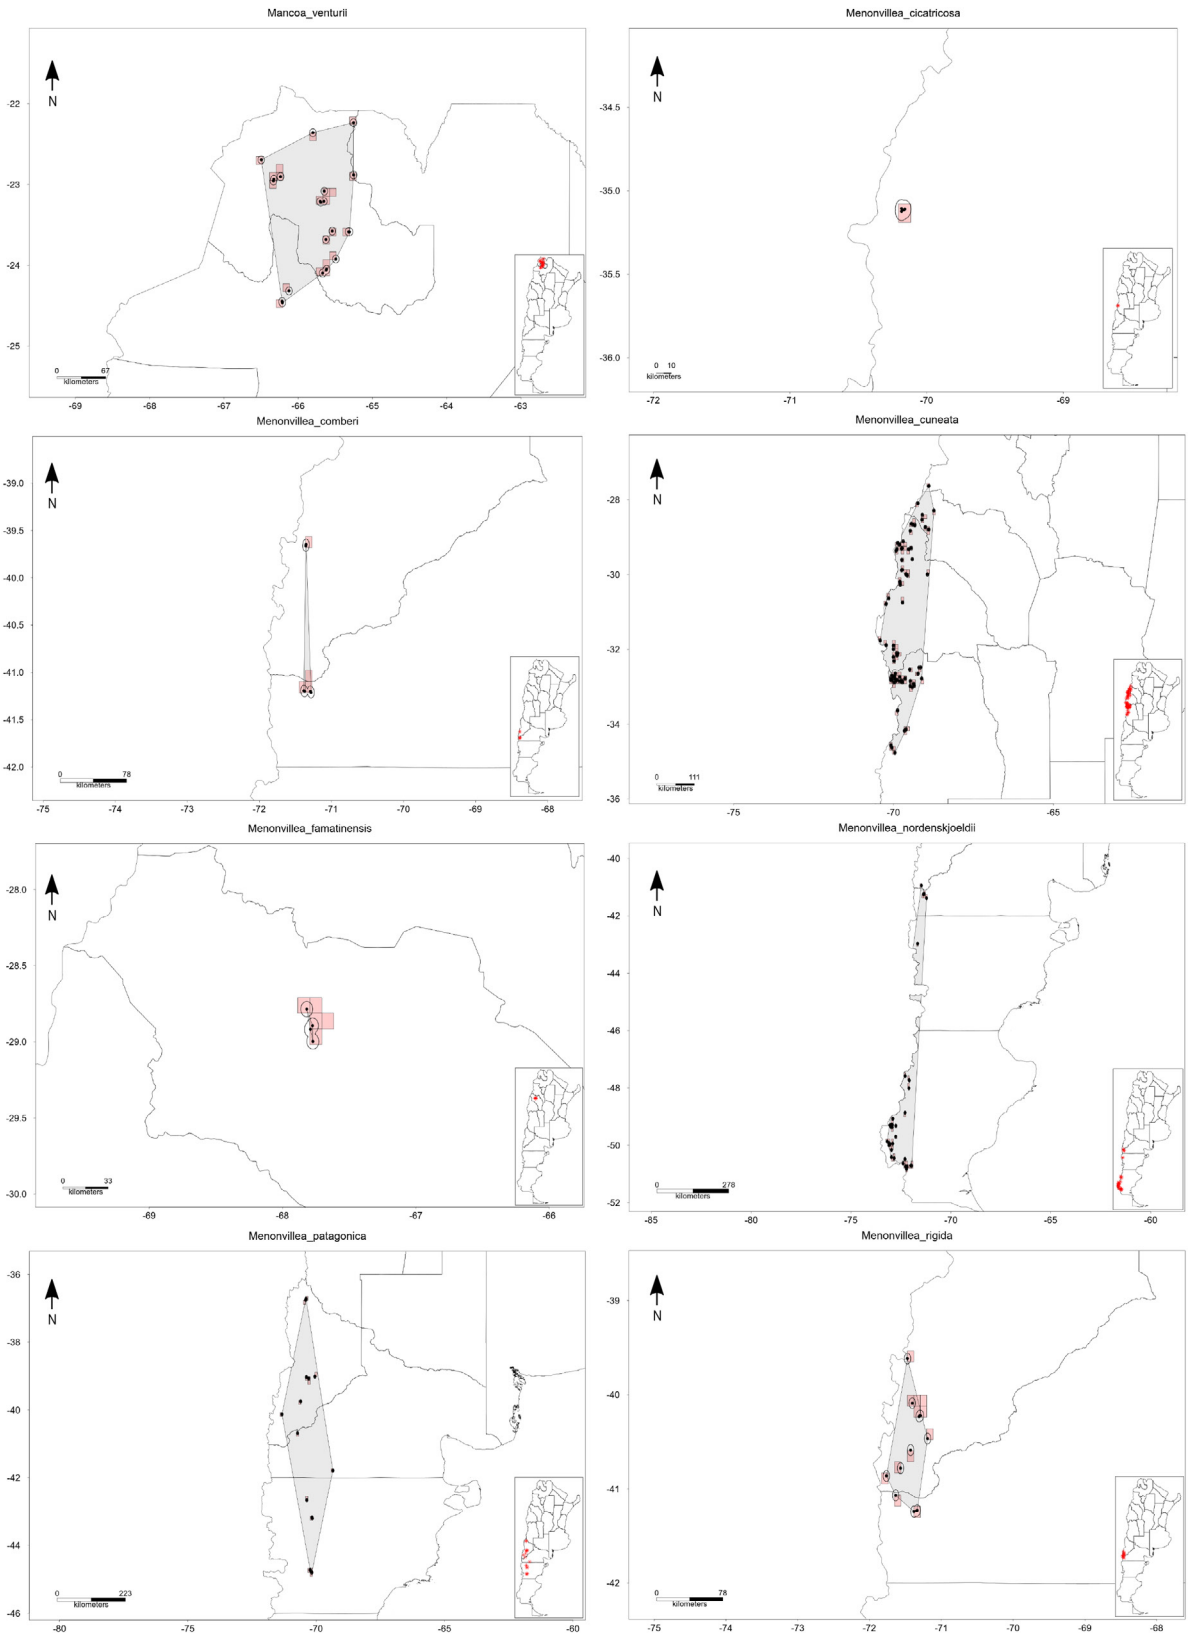 Mancoa_venturii
N
-22
-23
-24
-25
0 67
kilometers
-69 -68 -67 -66 -65 -64 -63
Menonvillea_cicatricosa
N
-34.5
-35.0
-35.5
-36.0
0 10
kilometers
-72 -71 -70 -69
Menonvillea_comberi
N
-39.0
-39.5
-40.0
-40.5
-41.0
-41.5
-42.0
0 78
kilometers
-75 -74 -73 -72 -71 -70 -69 -68
Menonvillea_cuneata
N
-28
-30
-32
-34
-36
0 111
kilometers
-75 -70 -65
Menonvillea_famatinensis
N
-28.0
-28.5
-29.0
-29.5
-30.0
0 33
kilometers
-69 -68 -67 -66
Menonvillea_nordenskjoeldii
N
-40
-42
-44
-46
-48
-50
-52
0 278
kilometers
-85 -80 -75 -70 -65 -60
Menonvillea_patagonica
N
-36
-38
-40
-42
-44
-46
0 223
kilometers
-80 -75 -70 -65 -60
Menonvillea_rigida
N
-39
-40
-41
-42
0 78
kilometers
-75 -74 -73 -72 -71 -70 -69 -68